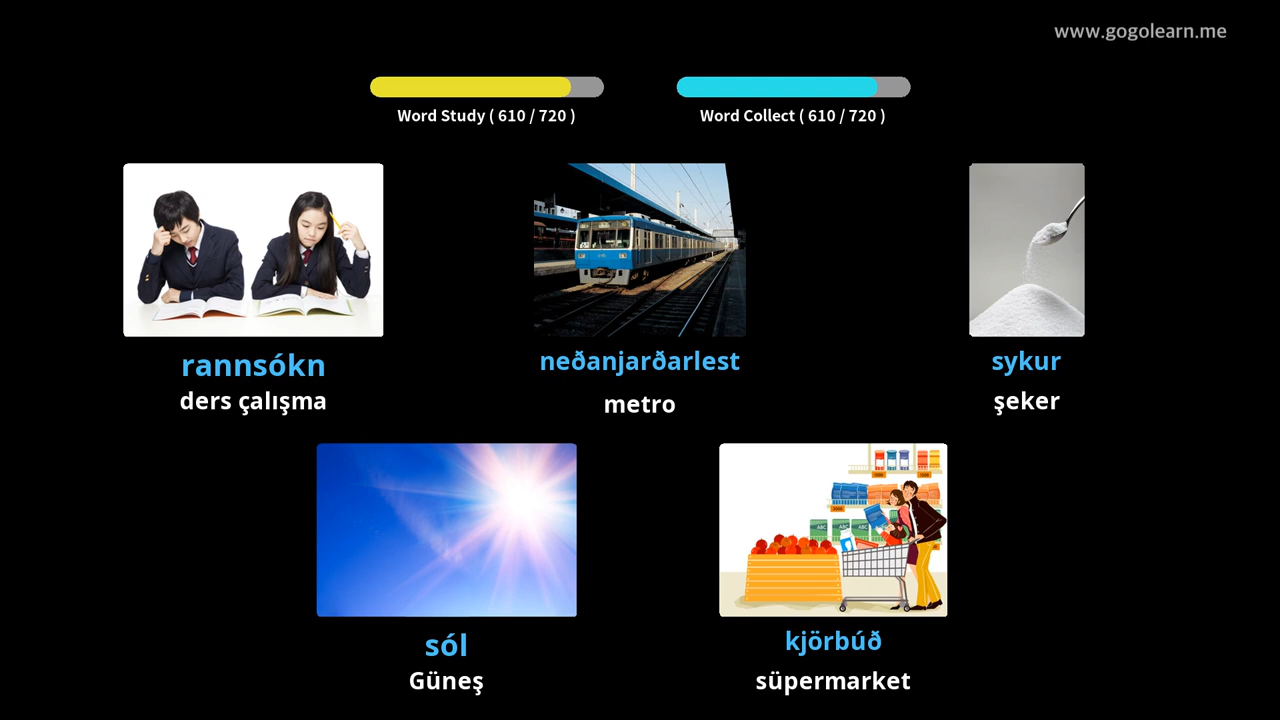 www.gogolearn.me
Word Study ( 610 / 720 )
Word Collect ( 610 / 720 )
rannsókn
ders çalışma
neðanjarðarlest
metro
sykur
şeker
sól
Güneş
kjörbúð
süpermarket